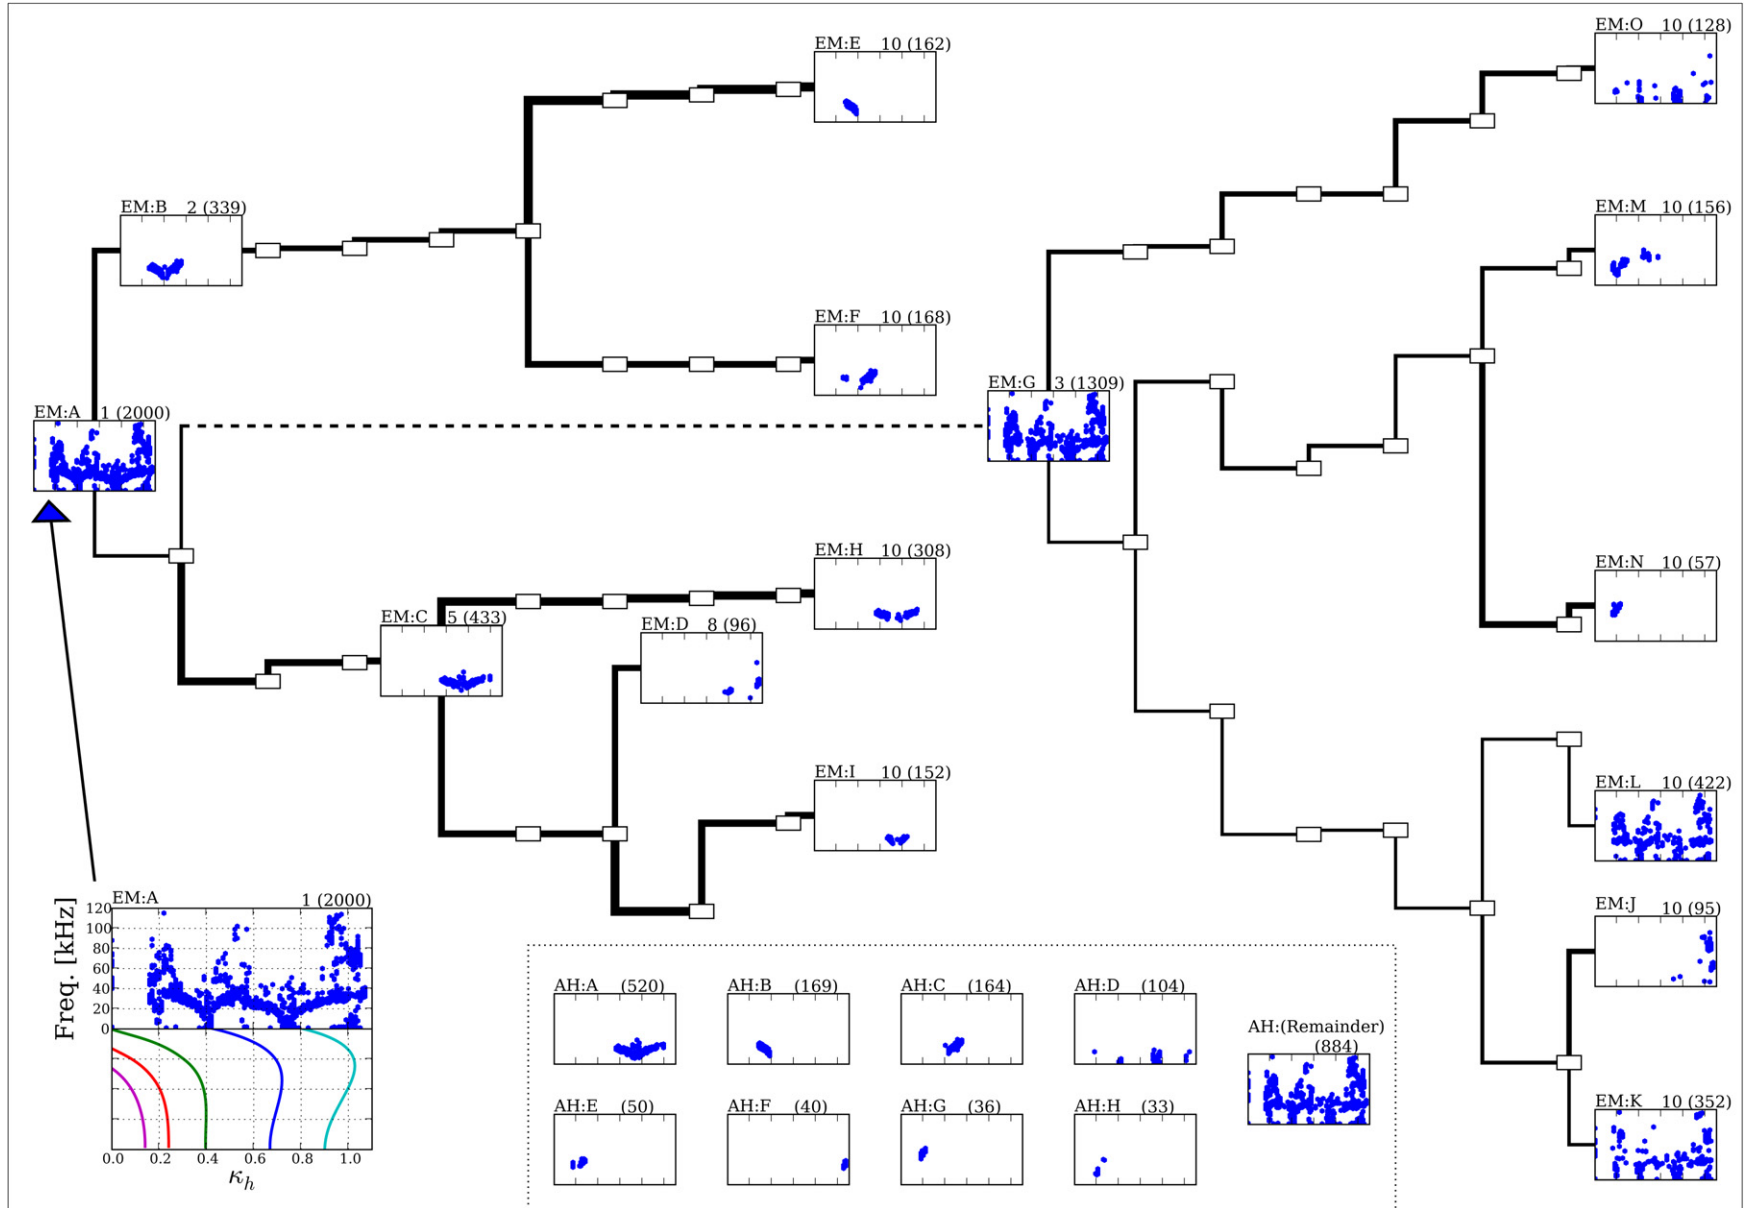 EM:O 10 (128)
EM:E 10 (162)
EM:B 2 (339)
EM:M 10 (156)
EM:F 10 (168)
EM:A 1 (2000)
EM:G 3 (1309)
EM:H 10 (308)
EM:N 10 (57)
EM:C 5 (433)
EM:D 8 (96)
EM:I 10 (152)
EM:L 10 (422)
EM:J 10 (95)
EM:K 10 (352)
EM:A 1 (2000)
Freq. [kHz]
120
100
80
60
40
20
0
0.0 0.2 0.4 0.6 0.8 1.0
κh
AH:A (520)
AH:B (169)
AH:C (164)
AH:D (104)
AH:(Remainder)
(884)
AH:E (50)
AH:F (40)
AH:G (36)
AH:H (33)